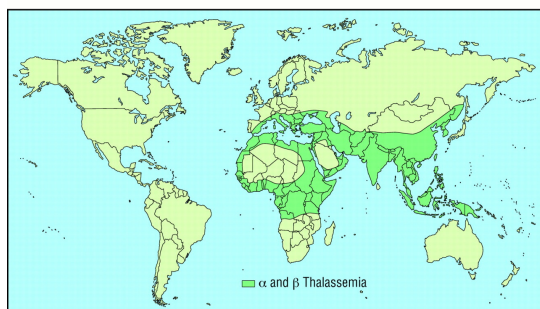 α and β Thalassemia